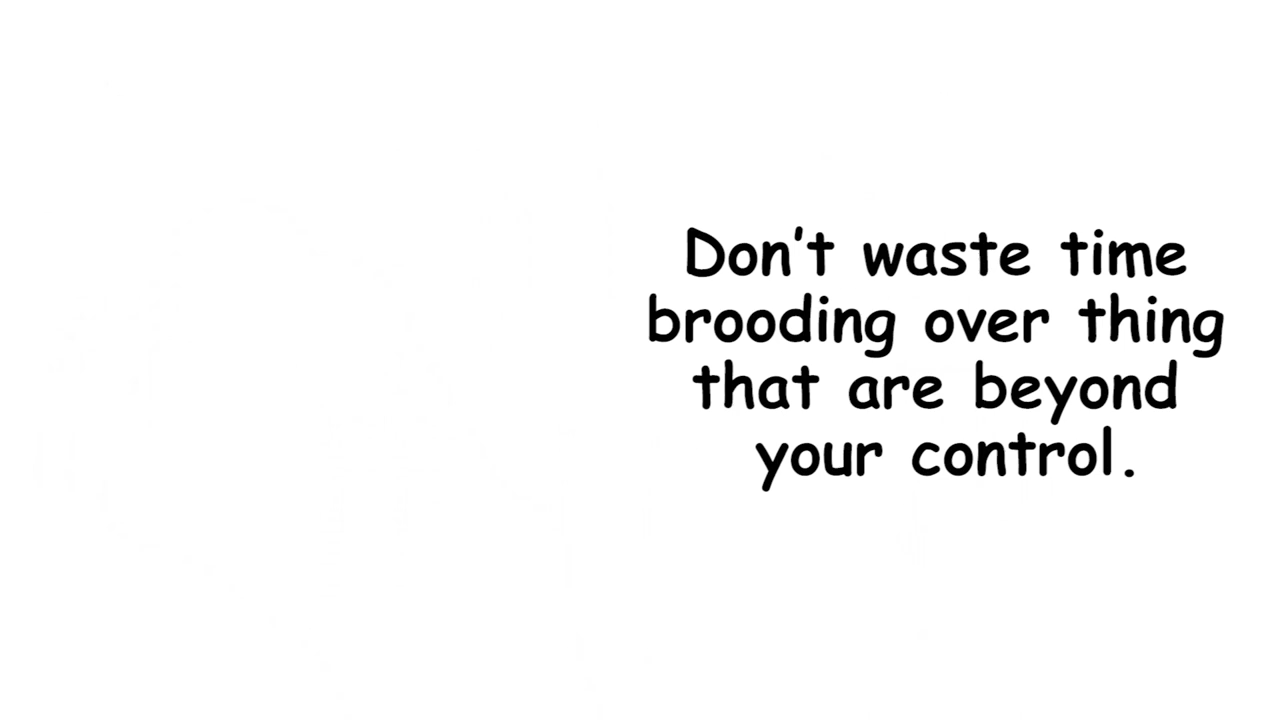 Don't waste time
brooding over thing
that are beyond
your control.